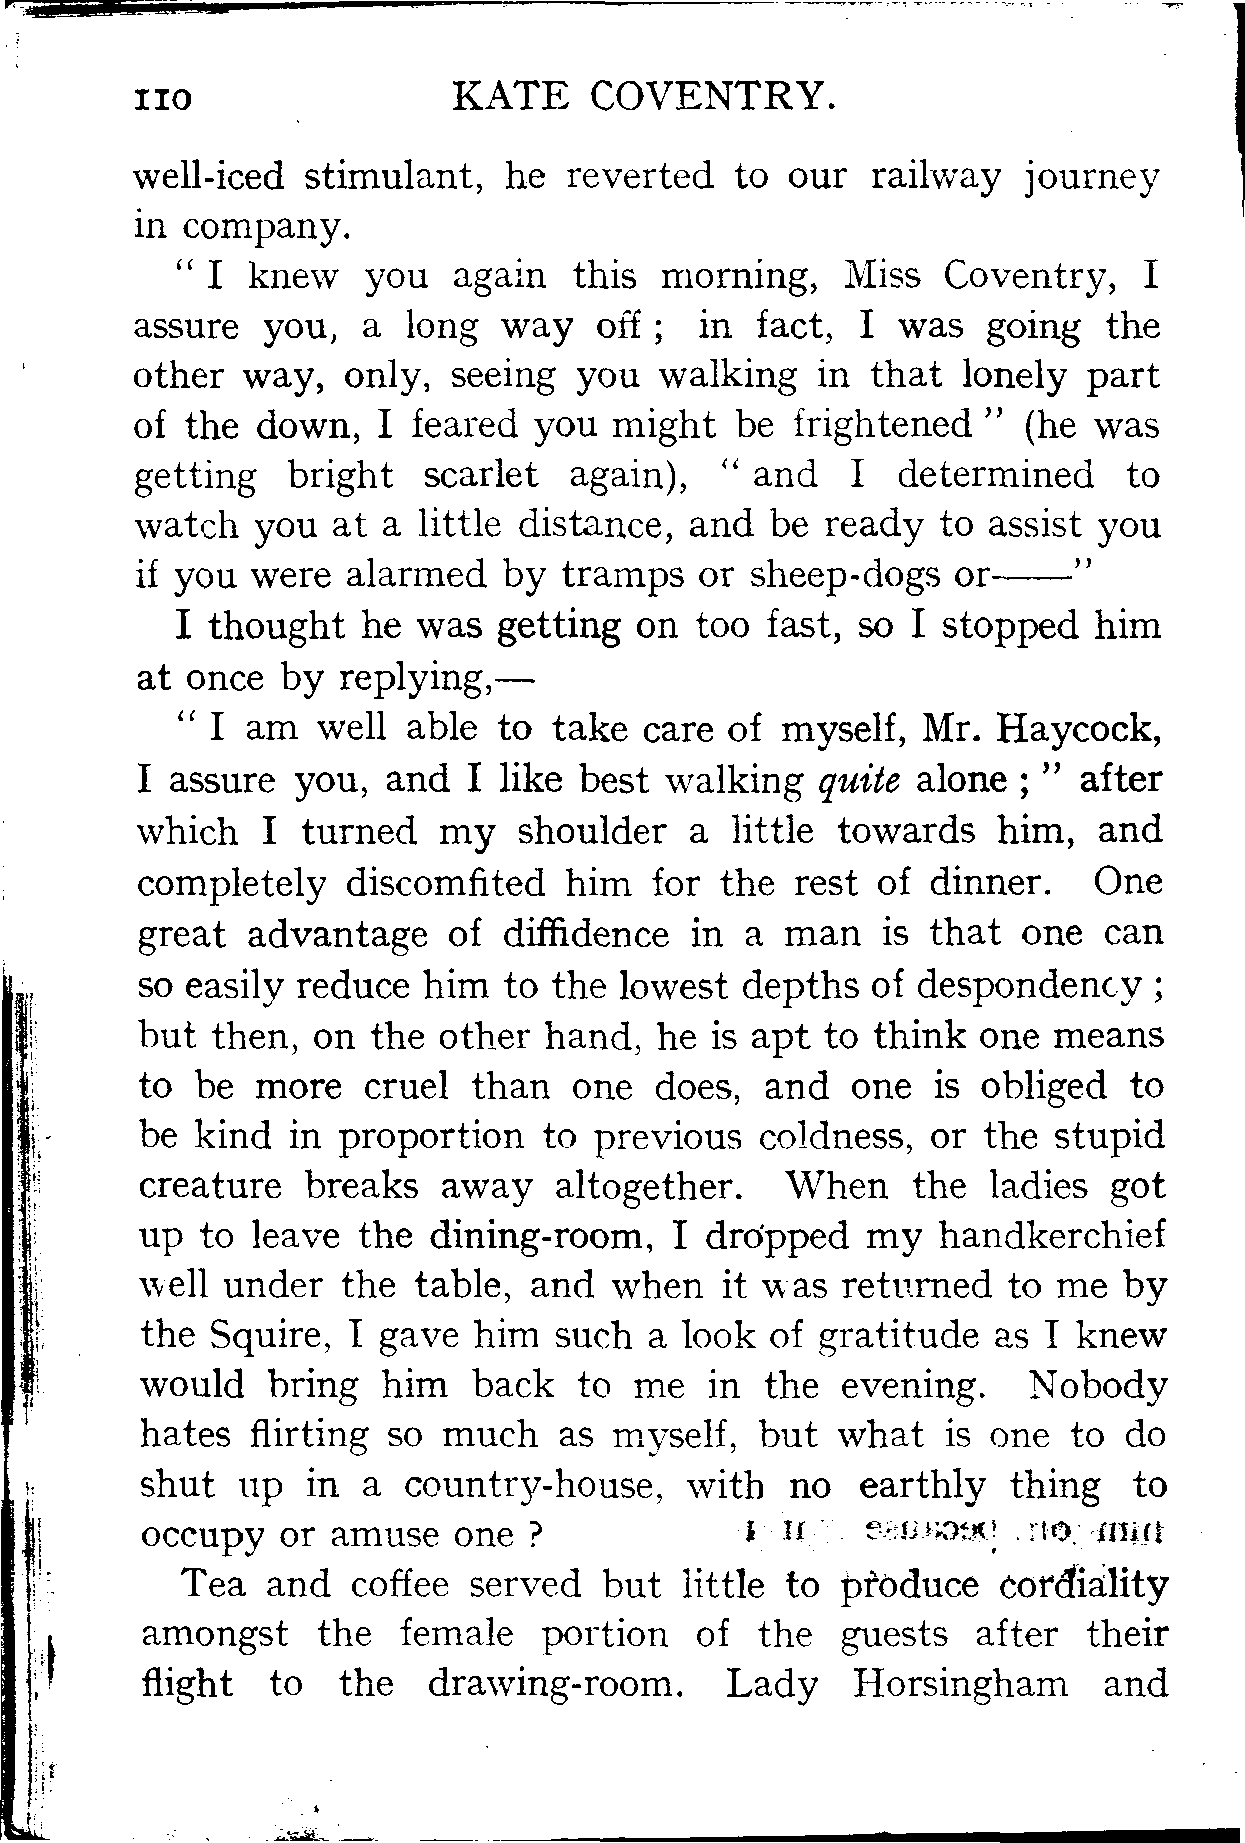 110 KATE COVENTRY.
well-iced stimulant, he reverted to our railway journey
in company.
“ I knew you again this morning, Miss Coventry, I
assure you, a long way off ; in fact, I was going the
other way, only, seeing you walking in that lonely part
of the down, I feared you might be frightened ” (he was
getting bright scarlet again), “ and I determined to
watch you at a little distance, and be ready to assist you
if you were alarmed by tramps or sheep-dogs or——”
I thought he was getting on too fast, so I stopped him
at once by replying,—
“ I am well able to take care of myself, Mr. Haycock,
I assure you, and I like best walking quite alone ; ” after
which I turned my shoulder a little towards him, and
completely discomfited him for the rest of dinner. One
great advantage of diffidence in a man is that one can
so easily reduce him to the lowest depths of despondency ;
but then, on the other hand, he is apt to think one means
to be more cruel than one does, and one is obliged to
be kind in proportion to previous coldness, or the stupid
creature breaks away altogether. When the ladies got
up to leave the dining-room, I dropped my handkerchief
well under the table, and when it was returned to me by
the Squire, I gave him such a look of gratitude as I knew
would bring him back to me in the evening. Nobody
hates flirting so much as myself, but what is one to do
shut up in a country-house, with no earthly thing to
occupy or amuse one ?
Tea and coffee served but little to produce cordiality
amongst the female portion of the guests after their
flight to the drawing-room. Lady Horsingham and